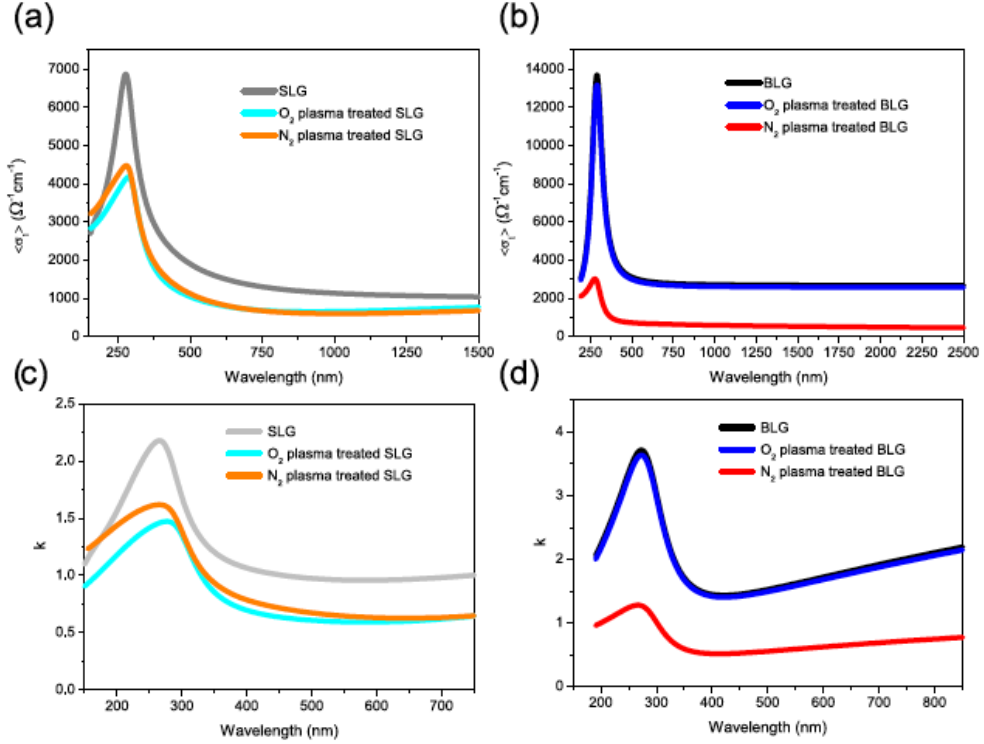 (a)
7000
6000
5000
4000
3000
2000
1000
0
<σ₁> (Ω⁻¹cm⁻¹)
SLG
O₂ plasma treated SLG
N₂ plasma treated SLG
250 500 750 1000 1250 1500
Wavelength (nm)
(b)
14000
12000
10000
8000
6000
4000
2000
0
<σ₁> (Ω⁻¹cm⁻¹)
BLG
O₂ plasma treated BLG
N₂ plasma treated BLG
250 500 750 1000 1250 1500 1750 2000 2250 2500
Wavelength (nm)
(c)
2.5
2.0
1.5
1.0
0.5
0.0
k
SLG
O₂ plasma treated SLG
N₂ plasma treated SLG
200 300 400 500 600 700
Wavelength (nm)
(d)
4
3
2
1
0
k
BLG
O₂ plasma treated BLG
N₂ plasma treated BLG
200 300 400 500 600 700 800
Wavelength (nm)